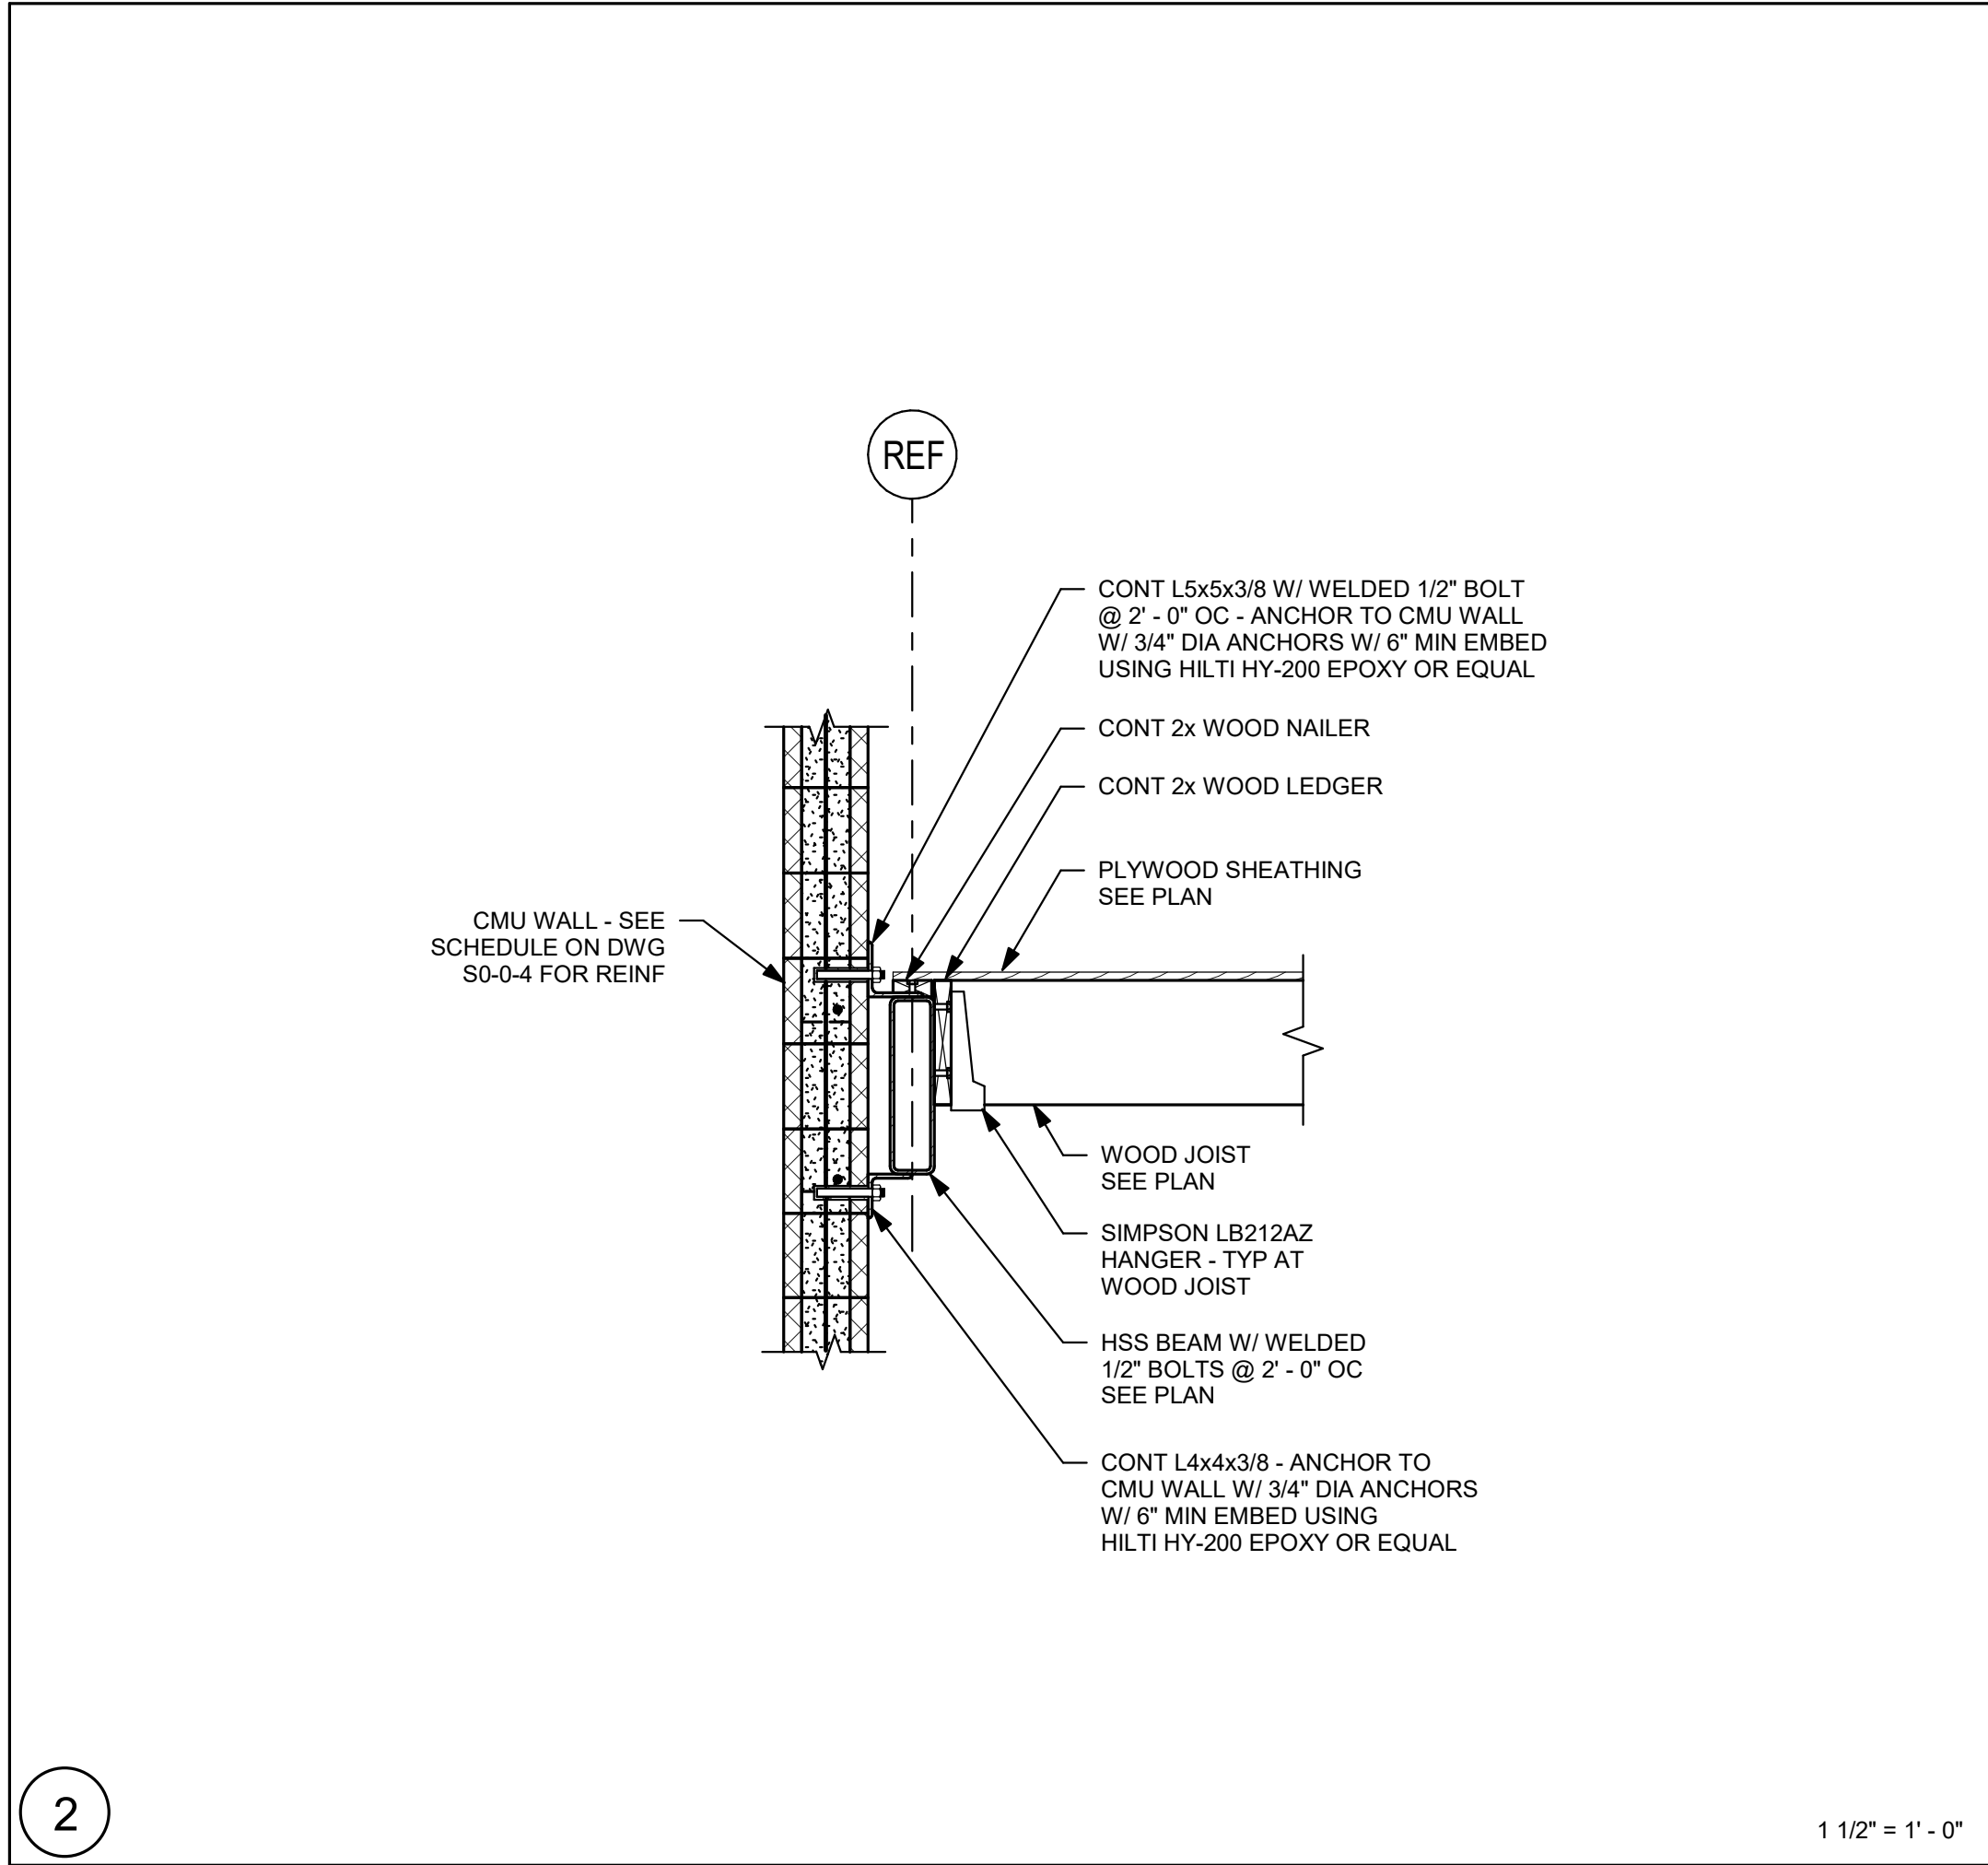 REF
CONT L5x5x3/8 W/ WELDED 1/2" BOLT
@ 2' - 0" OC - ANCHOR TO CMU WALL
W/ 3/4" DIA ANCHORS W/ 6" MIN EMBED
USING HILTI HY-200 EPOXY OR EQUAL
CONT 2x WOOD NAILER
CONT 2x WOOD LEDGER
PLYWOOD SHEATHING
SEE PLAN
CMU WALL - SEE
SCHEDULE ON DWG
S0-0-4 FOR REINF
WOOD JOIST
SEE PLAN
SIMPSON LB212AZ
HANGER - TYP AT
WOOD JOIST
HSS BEAM W/ WELDED
1/2" BOLTS @ 2' - 0" OC
SEE PLAN
CONT L4x4x3/8 - ANCHOR TO
CMU WALL W/ 3/4" DIA ANCHORS
W/ 6" MIN EMBED USING
HILTI HY-200 EPOXY OR EQUAL
2
1 1/2" = 1' - 0"